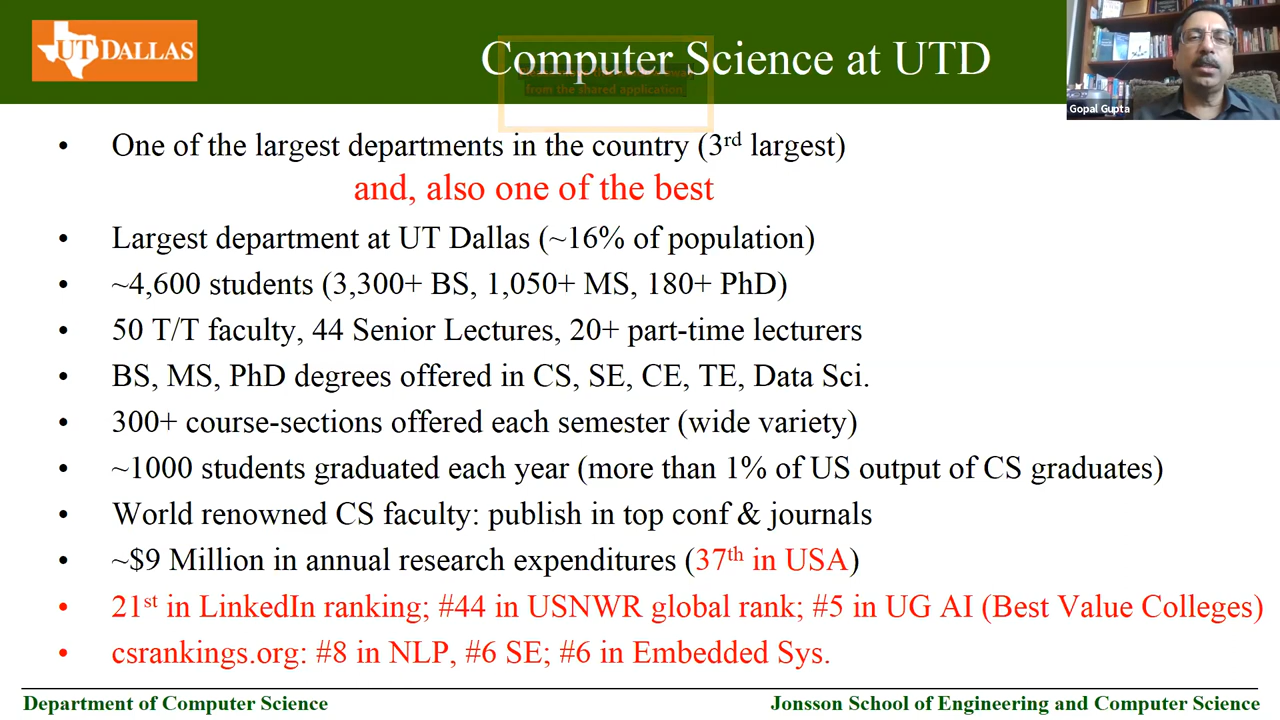 UT DALLAS
Computer Science at UTD
from the shared application.
Gopal Gupta
• One of the largest departments in the country (3rd largest)
and, also one of the best
• Largest department at UT Dallas (~16% of population)
• ~4,600 students (3,300+ BS, 1,050+ MS, 180+ PhD)
• 50 T/T faculty, 44 Senior Lectures, 20+ part-time lecturers
• BS, MS, PhD degrees offered in CS, SE, CE, TE, Data Sci.
• 300+ course-sections offered each semester (wide variety)
• ~1000 students graduated each year (more than 1% of US output of CS graduates)
• World renowned CS faculty: publish in top conf & journals
• ~$9 Million in annual research expenditures (37th in USA)
• 21st in LinkedIn ranking; #44 in USNWR global rank; #5 in UG AI (Best Value Colleges)
• csrankings.org: #8 in NLP, #6 SE; #6 in Embedded Sys.
Department of Computer Science
Jonsson School of Engineering and Computer Science